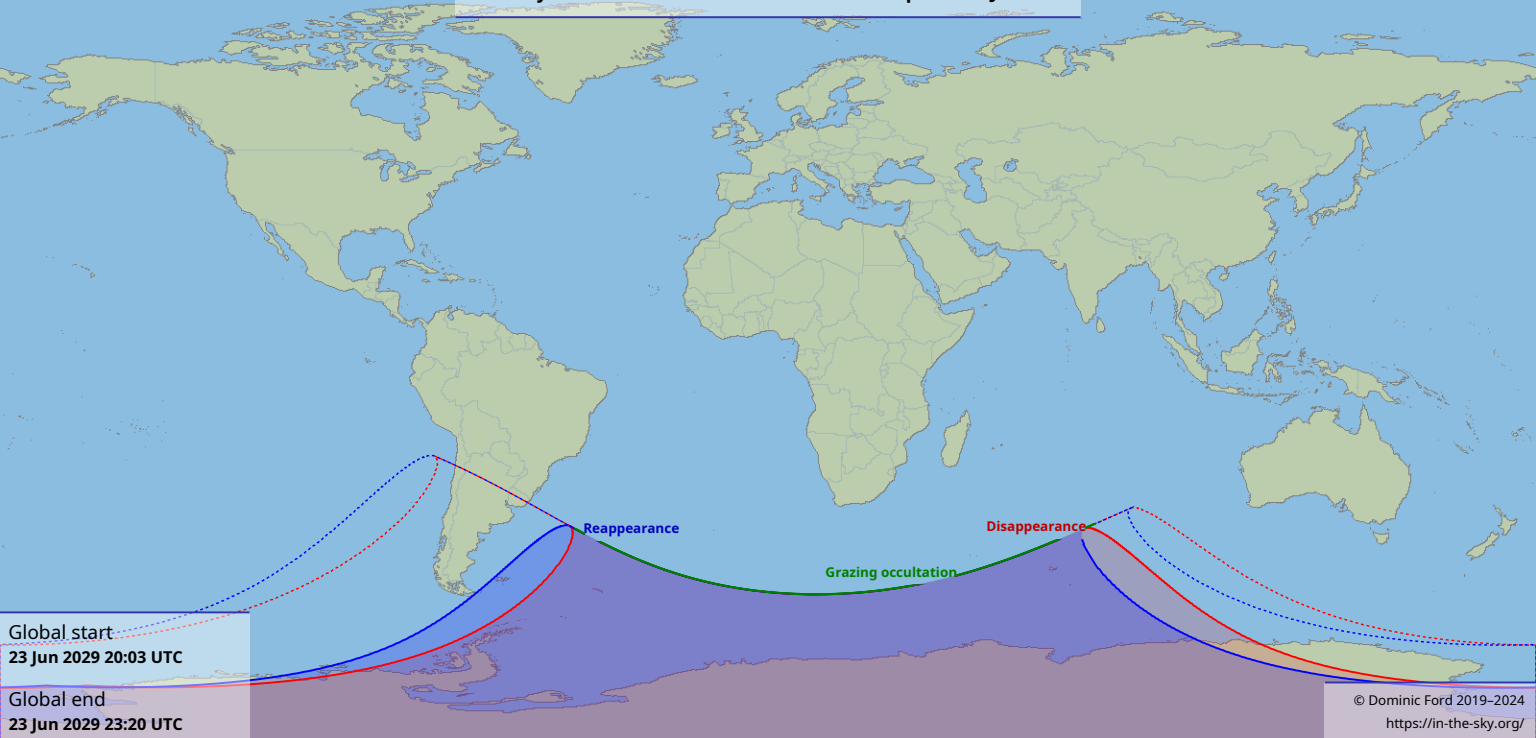 Reappearance
Disappearance
Grazing occultation
Global start
23 Jun 2029 20:03 UTC
Global end
23 Jun 2029 23:20 UTC
© Dominic Ford 2019–2024
https://in-the-sky.org/